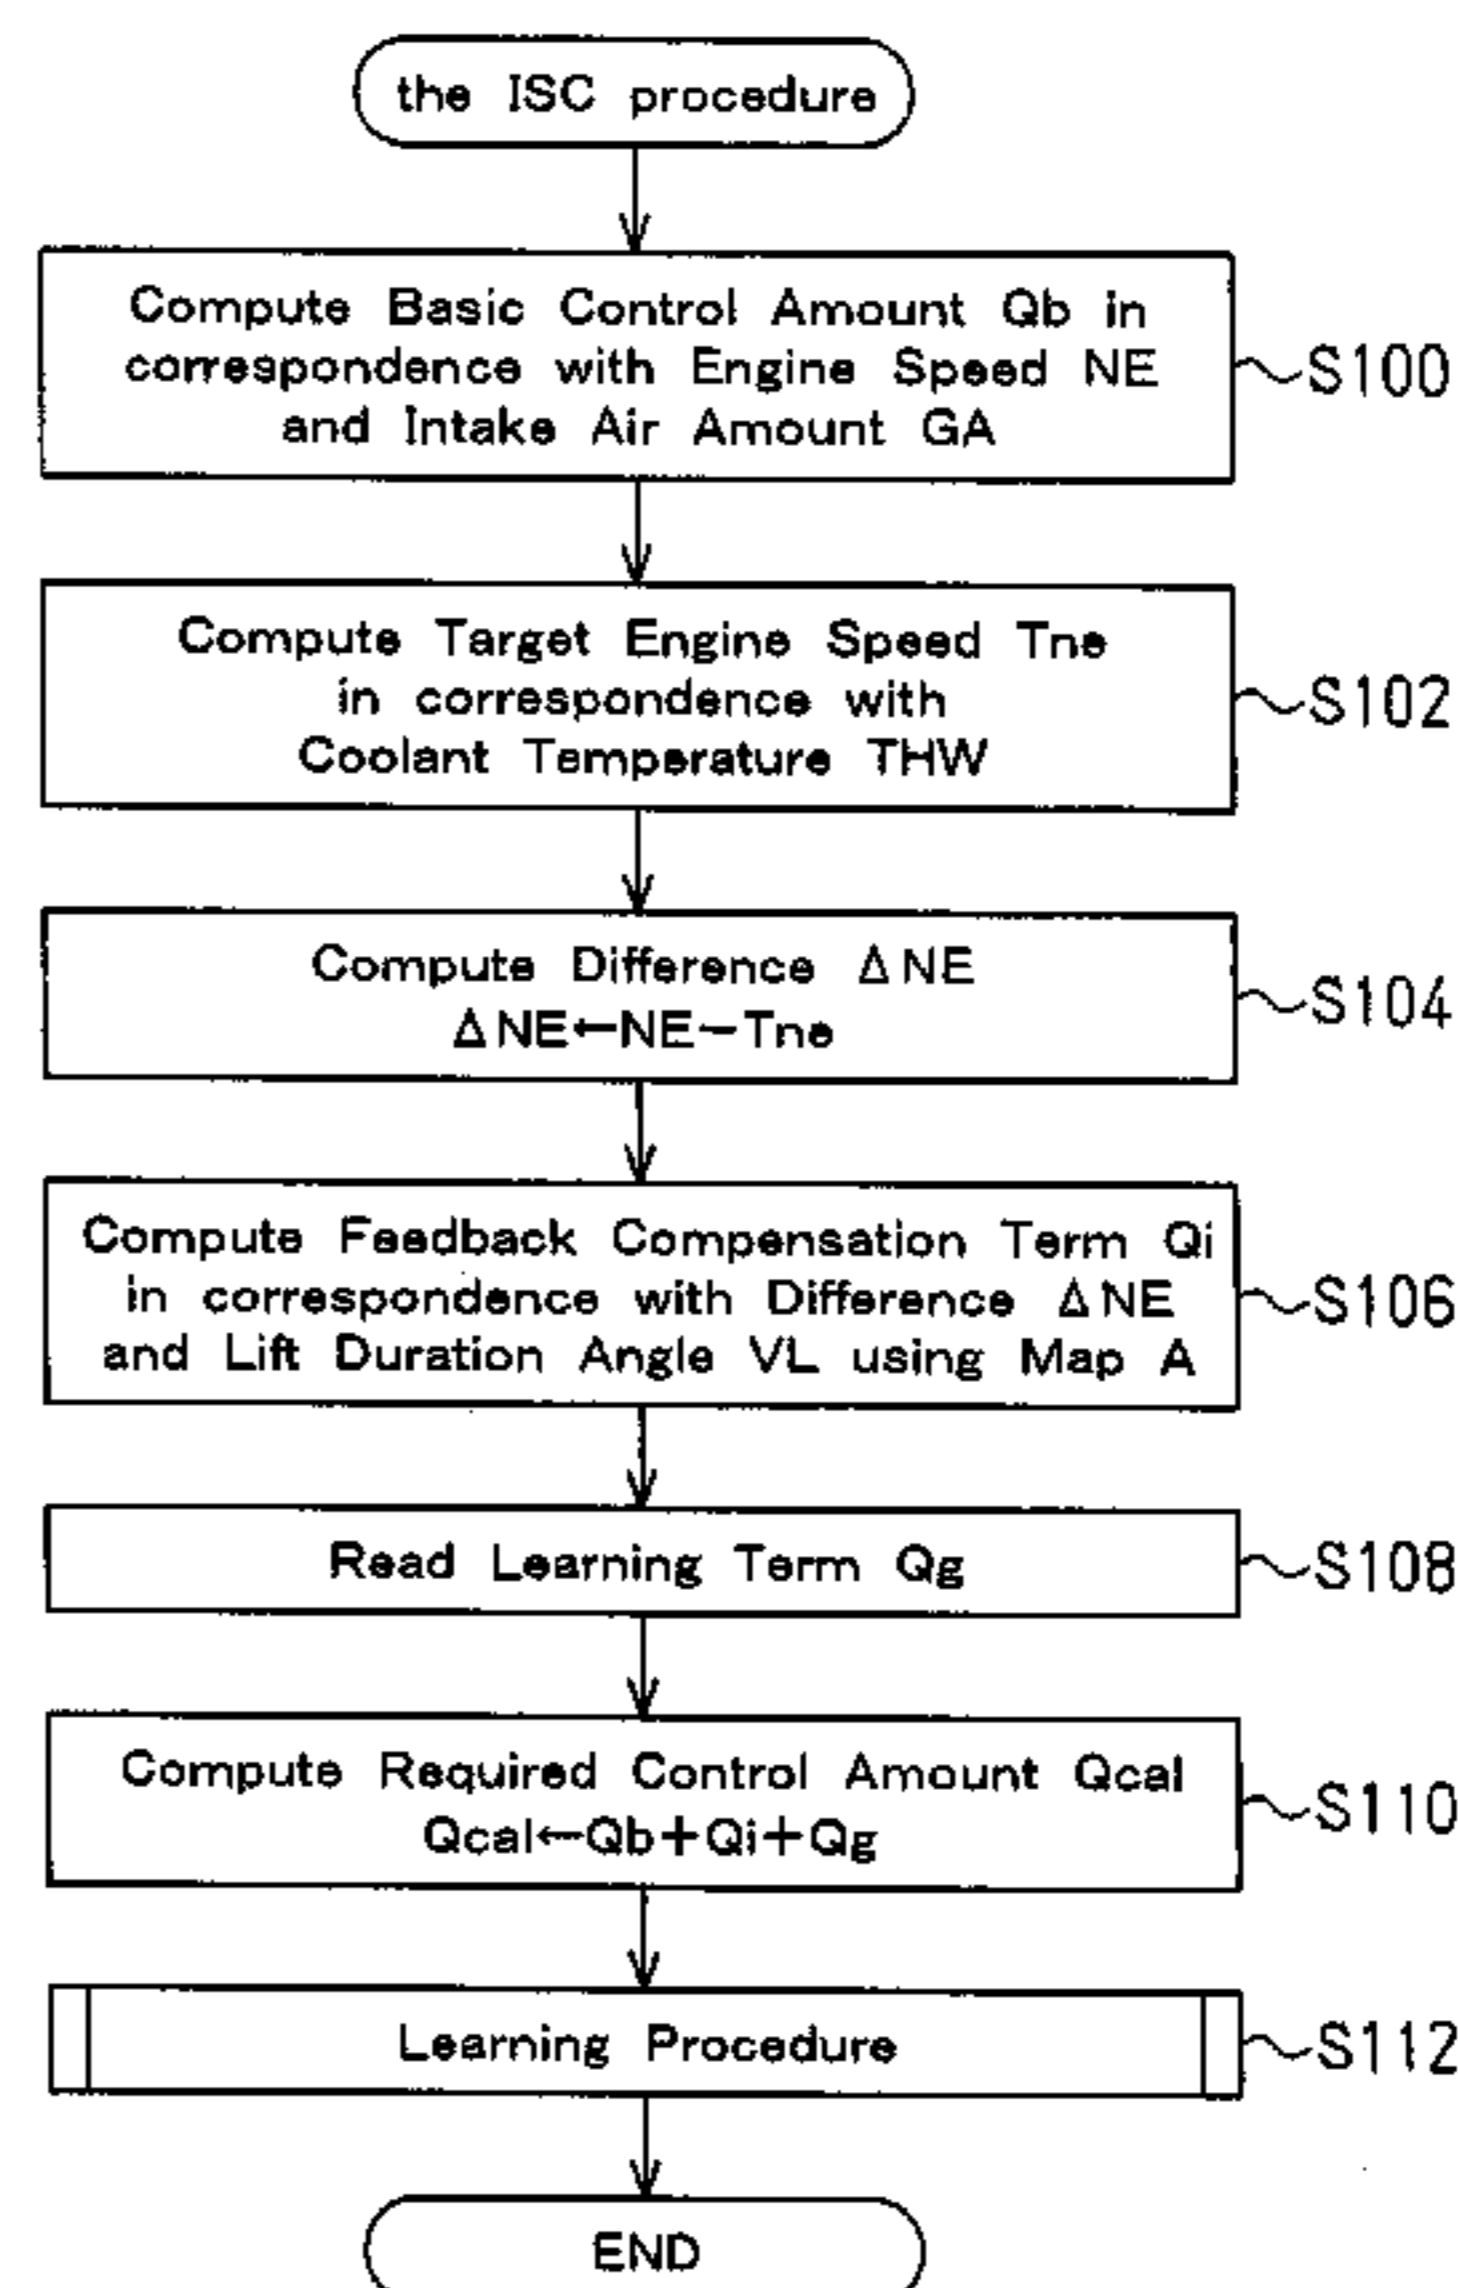 the ISC procedure
Compute Basic Control Amount Qb in
correspondence with Engine Speed NE
and Intake Air Amount GA
S100
Compute Target Engine Speed Tne
in correspondence with
Coolant Temperature THW
S102
Compute Difference ΔNE
ΔNE←NE−Tne
S104
Compute Feedback Compensation Term Qi
in correspondence with Difference ΔNE
and Lift Duration Angle VL using Map A
S106
Read Learning Term Qg
S108
Compute Required Control Amount Qcal
Qcal←Qb+Qi+Qg
S110
Learning Procedure
S112
END